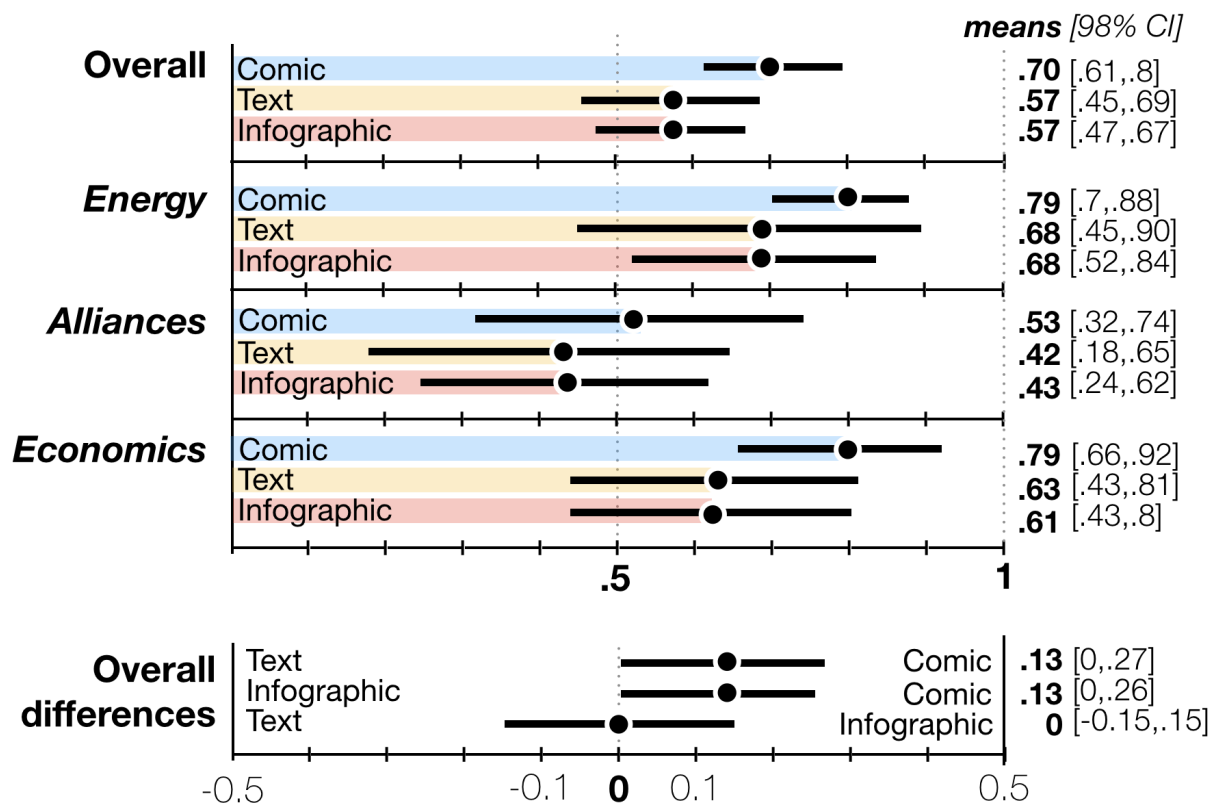 means [98% CI]
Overall
Comic .70 [.61,.8]
Text .57 [.45,.69]
Infographic .57 [.47,.67]
Energy
Comic .79 [.7,.88]
Text .68 [.45,.90]
Infographic .68 [.52,.84]
Alliances
Comic .53 [.32,.74]
Text .42 [.18,.65]
Infographic .43 [.24,.62]
Economics
Comic .79 [.66,.92]
Text .63 [.43,.81]
Infographic .61 [.43,.8]
.5 1
Overall
differences
Text Comic .13 [0,.27]
Infographic Comic .13 [0,.26]
Text Infographic 0 [-0.15,.15]
-0.5 -0.1 0 0.1 0.5